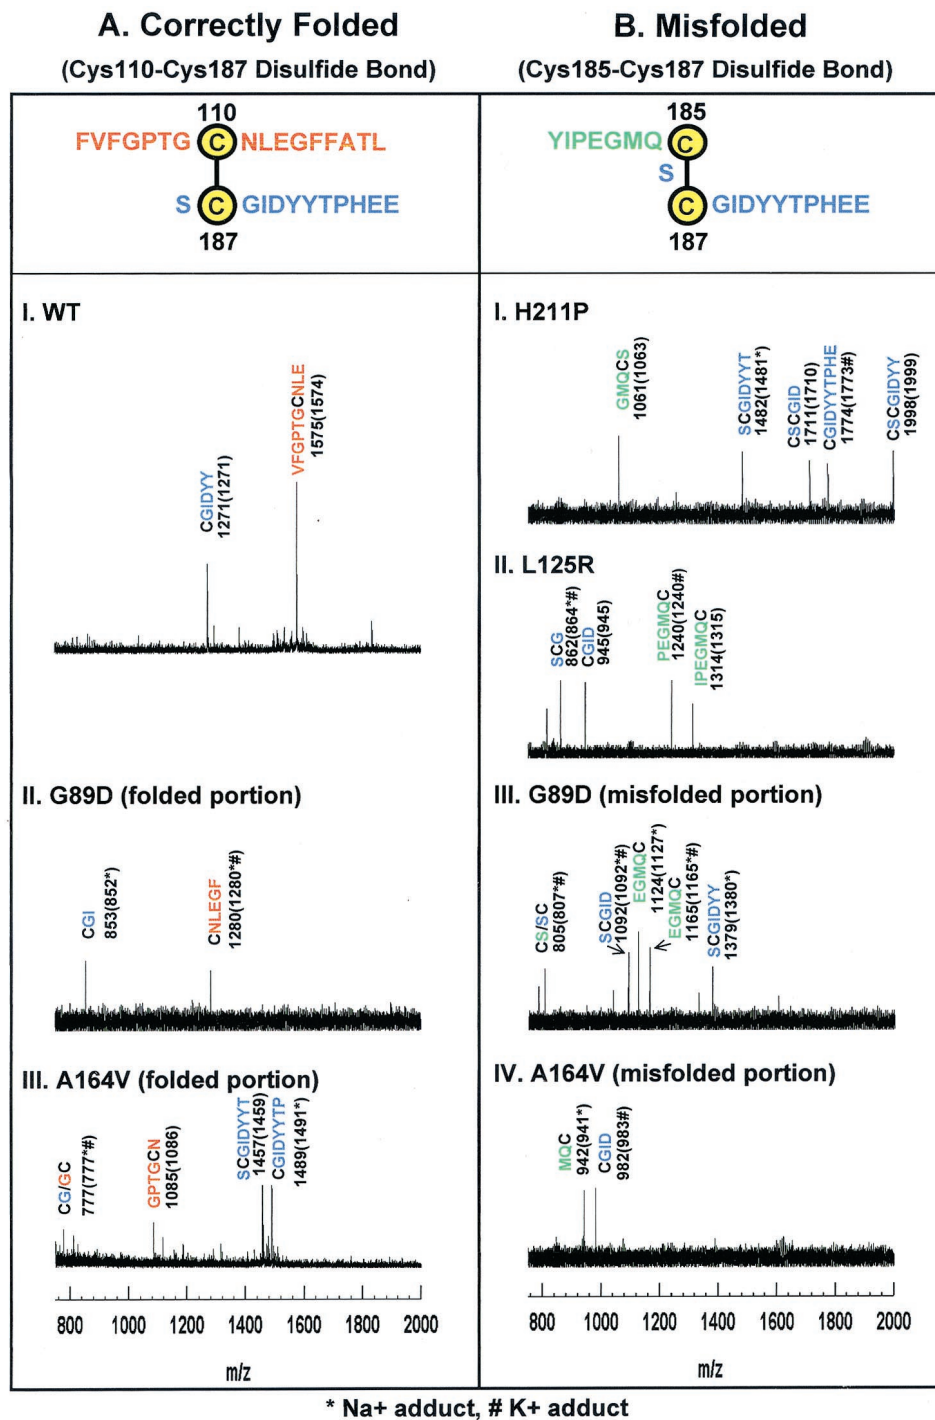 A. Correctly Folded
(Cys110-Cys187 Disulfide Bond)
110
FVFGPTG C NLEGFFATL
S C GIDYYTPHEE
187
I. WT
CGIDYY
1271(1271)
VFGPTGCNLE
1575(1574)
II. G89D (folded portion)
CGI
853(852*)
CNLEGF
1280(1280*#)
III. A164V (folded portion)
CG/GC
777(777*#)
GPTGCN
1085(1086)
SCGIDYYT
1457(1459)
CGIDYYTP
1489(1491*)
800 1000 1200 1400 1600 1800 2000
m/z
B. Misfolded
(Cys185-Cys187 Disulfide Bond)
185
YIPEGMQ C
S
C GIDYYTPHEE
187
I. H211P
GMQCS
1061(1063)
SCGIDYYT
1482(1481*)
CSCGID
1711(1710)
CGIDYYTPHE
1774(1773#)
CSCGIDYY
1998(1999)
II. L125R
SCG
862(864*#)
CGID
945(945)
PEGMQC
1240(1240#)
IPEGMQC
1314(1315)
III. G89D (misfolded portion)
CS/SC
805(807*#)
SCGID
1092(1092*#)
EGMQC
1124(1127*)
EGMQC
1165(1165*#)
SCGIDYY
1379(1380*)
IV. A164V (misfolded portion)
MQC
942(941*)
CGID
982(983#)
800 1000 1200 1400 1600 1800 2000
m/z
* Na+ adduct, # K+ adduct